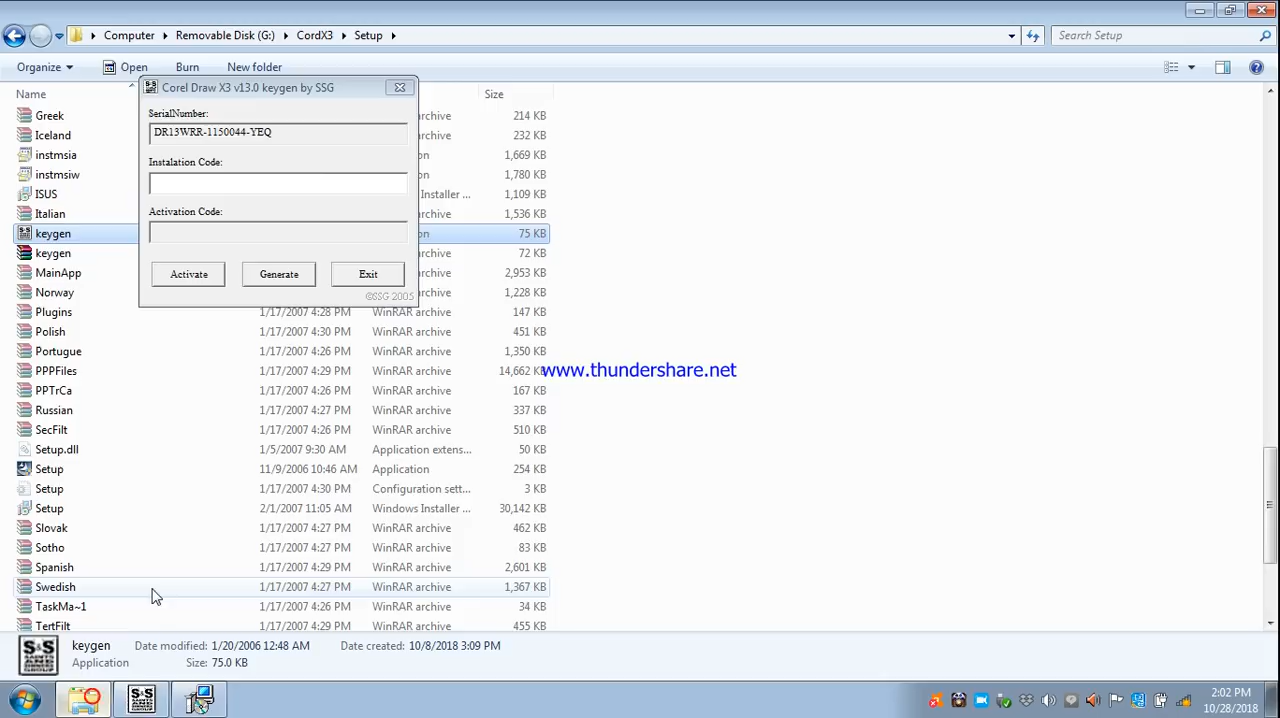 Computer Removable Disk (G:) CordX3 Setup Search Setup
Organize Open Burn New folder
Name Size
Corel Draw X3 v13.0 keygen by SSG
SerialNumber:
DR13WRR-1150044-YEQ
Instalation Code:
Activation Code:
Activate Generate Exit
©SSG 2005
Greek archive 214 KB
Iceland archive 232 KB
instmsia on 1,669 KB
instmsiw on 1,780 KB
ISUS Installer ... 1,109 KB
Italian archive 1,536 KB
keygen on 75 KB
keygen archive 72 KB
MainApp archive 2,953 KB
Norway archive 1,228 KB
Plugins 1/17/2007 4:28 PM WinRAR archive 147 KB
Polish 1/17/2007 4:30 PM WinRAR archive 451 KB
Portugue 1/17/2007 4:26 PM WinRAR archive 1,350 KB
PPPFiles 1/17/2007 4:29 PM WinRAR archive 14,662 KB
www.thundershare.net
PPTrCa 1/17/2007 4:26 PM WinRAR archive 167 KB
Russian 1/17/2007 4:27 PM WinRAR archive 337 KB
SecFilt 1/17/2007 4:26 PM WinRAR archive 510 KB
Setup.dll 1/5/2007 9:30 AM Application extens... 50 KB
Setup 11/9/2006 10:46 AM Application 254 KB
Setup 1/17/2007 4:30 PM Configuration sett... 3 KB
Setup 2/1/2007 11:05 AM Windows Installer ... 30,142 KB
Slovak 1/17/2007 4:27 PM WinRAR archive 462 KB
Sotho 1/17/2007 4:27 PM WinRAR archive 83 KB
Spanish 1/17/2007 4:29 PM WinRAR archive 2,601 KB
Swedish 1/17/2007 4:27 PM WinRAR archive 1,367 KB
TaskMa~1 1/17/2007 4:26 PM WinRAR archive 34 KB
TertFilt 1/17/2007 4:29 PM WinRAR archive 455 KB
keygen Date modified: 1/20/2006 12:48 AM Date created: 10/8/2018 3:09 PM
Application Size: 75.0 KB
2:02 PM
10/28/2018